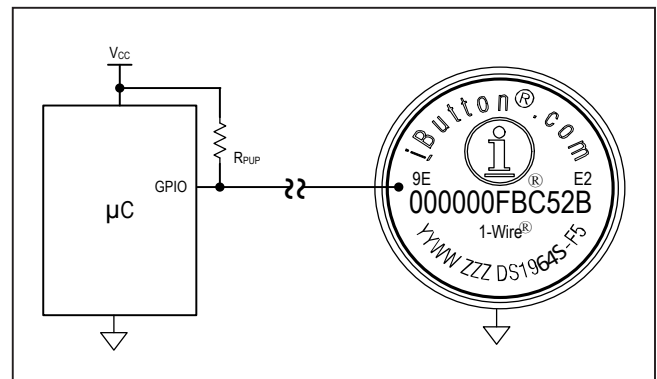 VCC
RPUP
GPIO
µC
iButton®.com
i
®
9E E2
000000FBC52B
1-Wire®
YYWW ZZZ DS1964S-F5